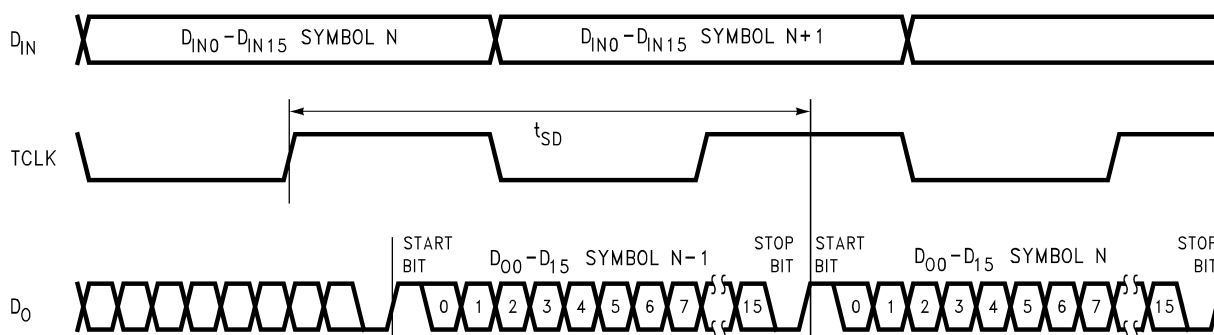 DIN
DIN0-DIN15 SYMBOL N
DIN0-DIN15 SYMBOL N+1
tSD
TCLK
START BIT
D00-D15 SYMBOL N-1
STOP BIT
START BIT
D00-D15 SYMBOL N
STOP BIT
DO
0 1 2 3 4 5 6 7 15
0 1 2 3 4 5 6 7 15